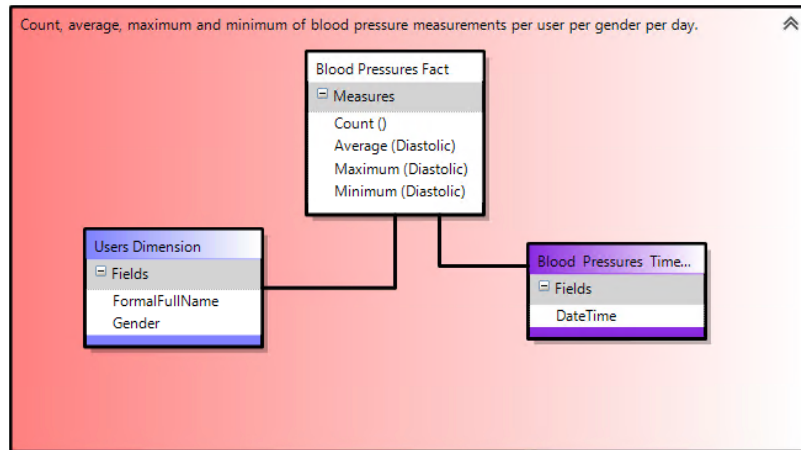 Count, average, maximum and minimum of blood pressure measurements per user per gender per day.
Blood Pressures Fact
Measures
Count ()
Average (Diastolic)
Maximum (Diastolic)
Minimum (Diastolic)
Users Dimension
Fields
FormalFullName
Gender
Blood Pressures Time...
Fields
DateTime